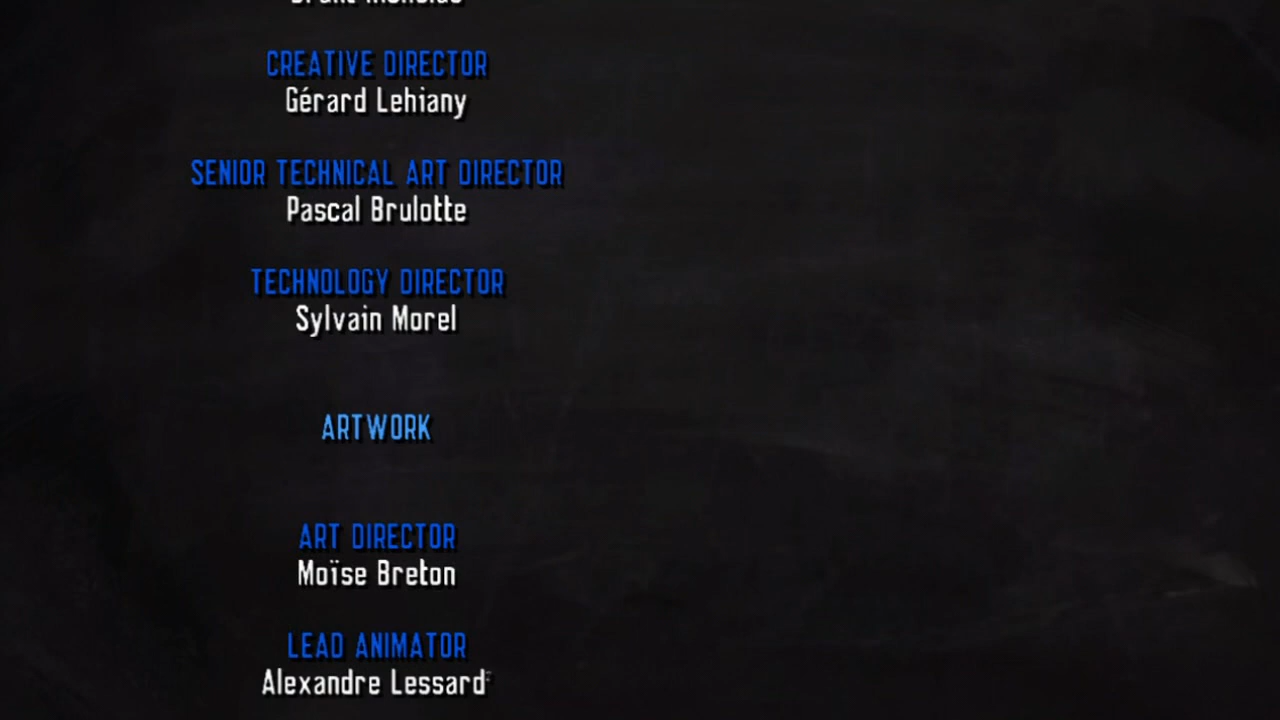 CREATIVE DIRECTOR
Gérard Lehiany
SENIOR TECHNICAL ART DIRECTOR
Pascal Brulotte
TECHNOLOGY DIRECTOR
Sylvain Morel
ARTWORK
ART DIRECTOR
Moïse Breton
LEAD ANIMATOR
Alexandre Lessard